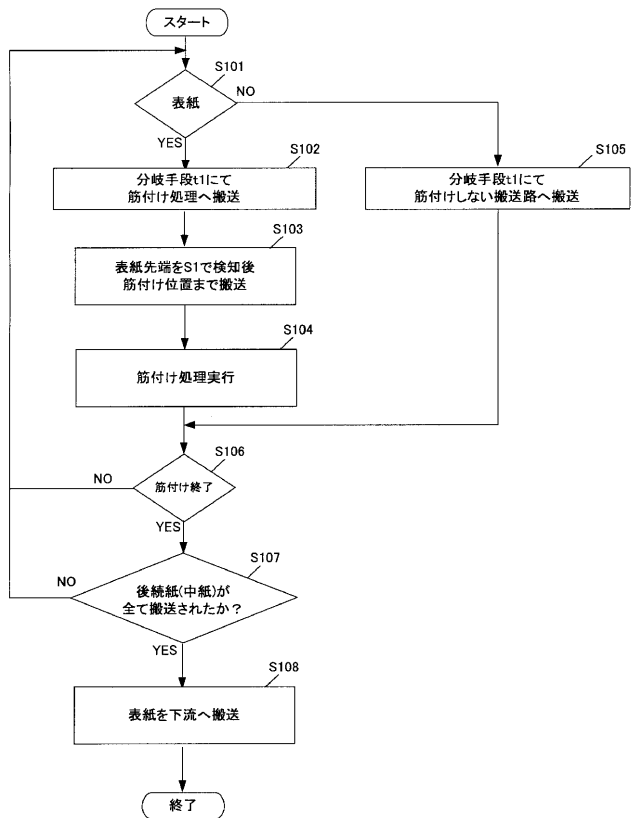 スタート
S101
表紙
NO
YES
S102
分岐手段t1にて
筋付け処理へ搬送
S105
分岐手段t1にて
筋付けしない搬送路へ搬送
S103
表紙先端をS1で検知後
筋付け位置まで搬送
S104
筋付け処理実行
S106
NO
筋付け終了
YES
S107
NO
後続紙(中紙)が
全て搬送されたか？
YES
S108
表紙を下流へ搬送
終了